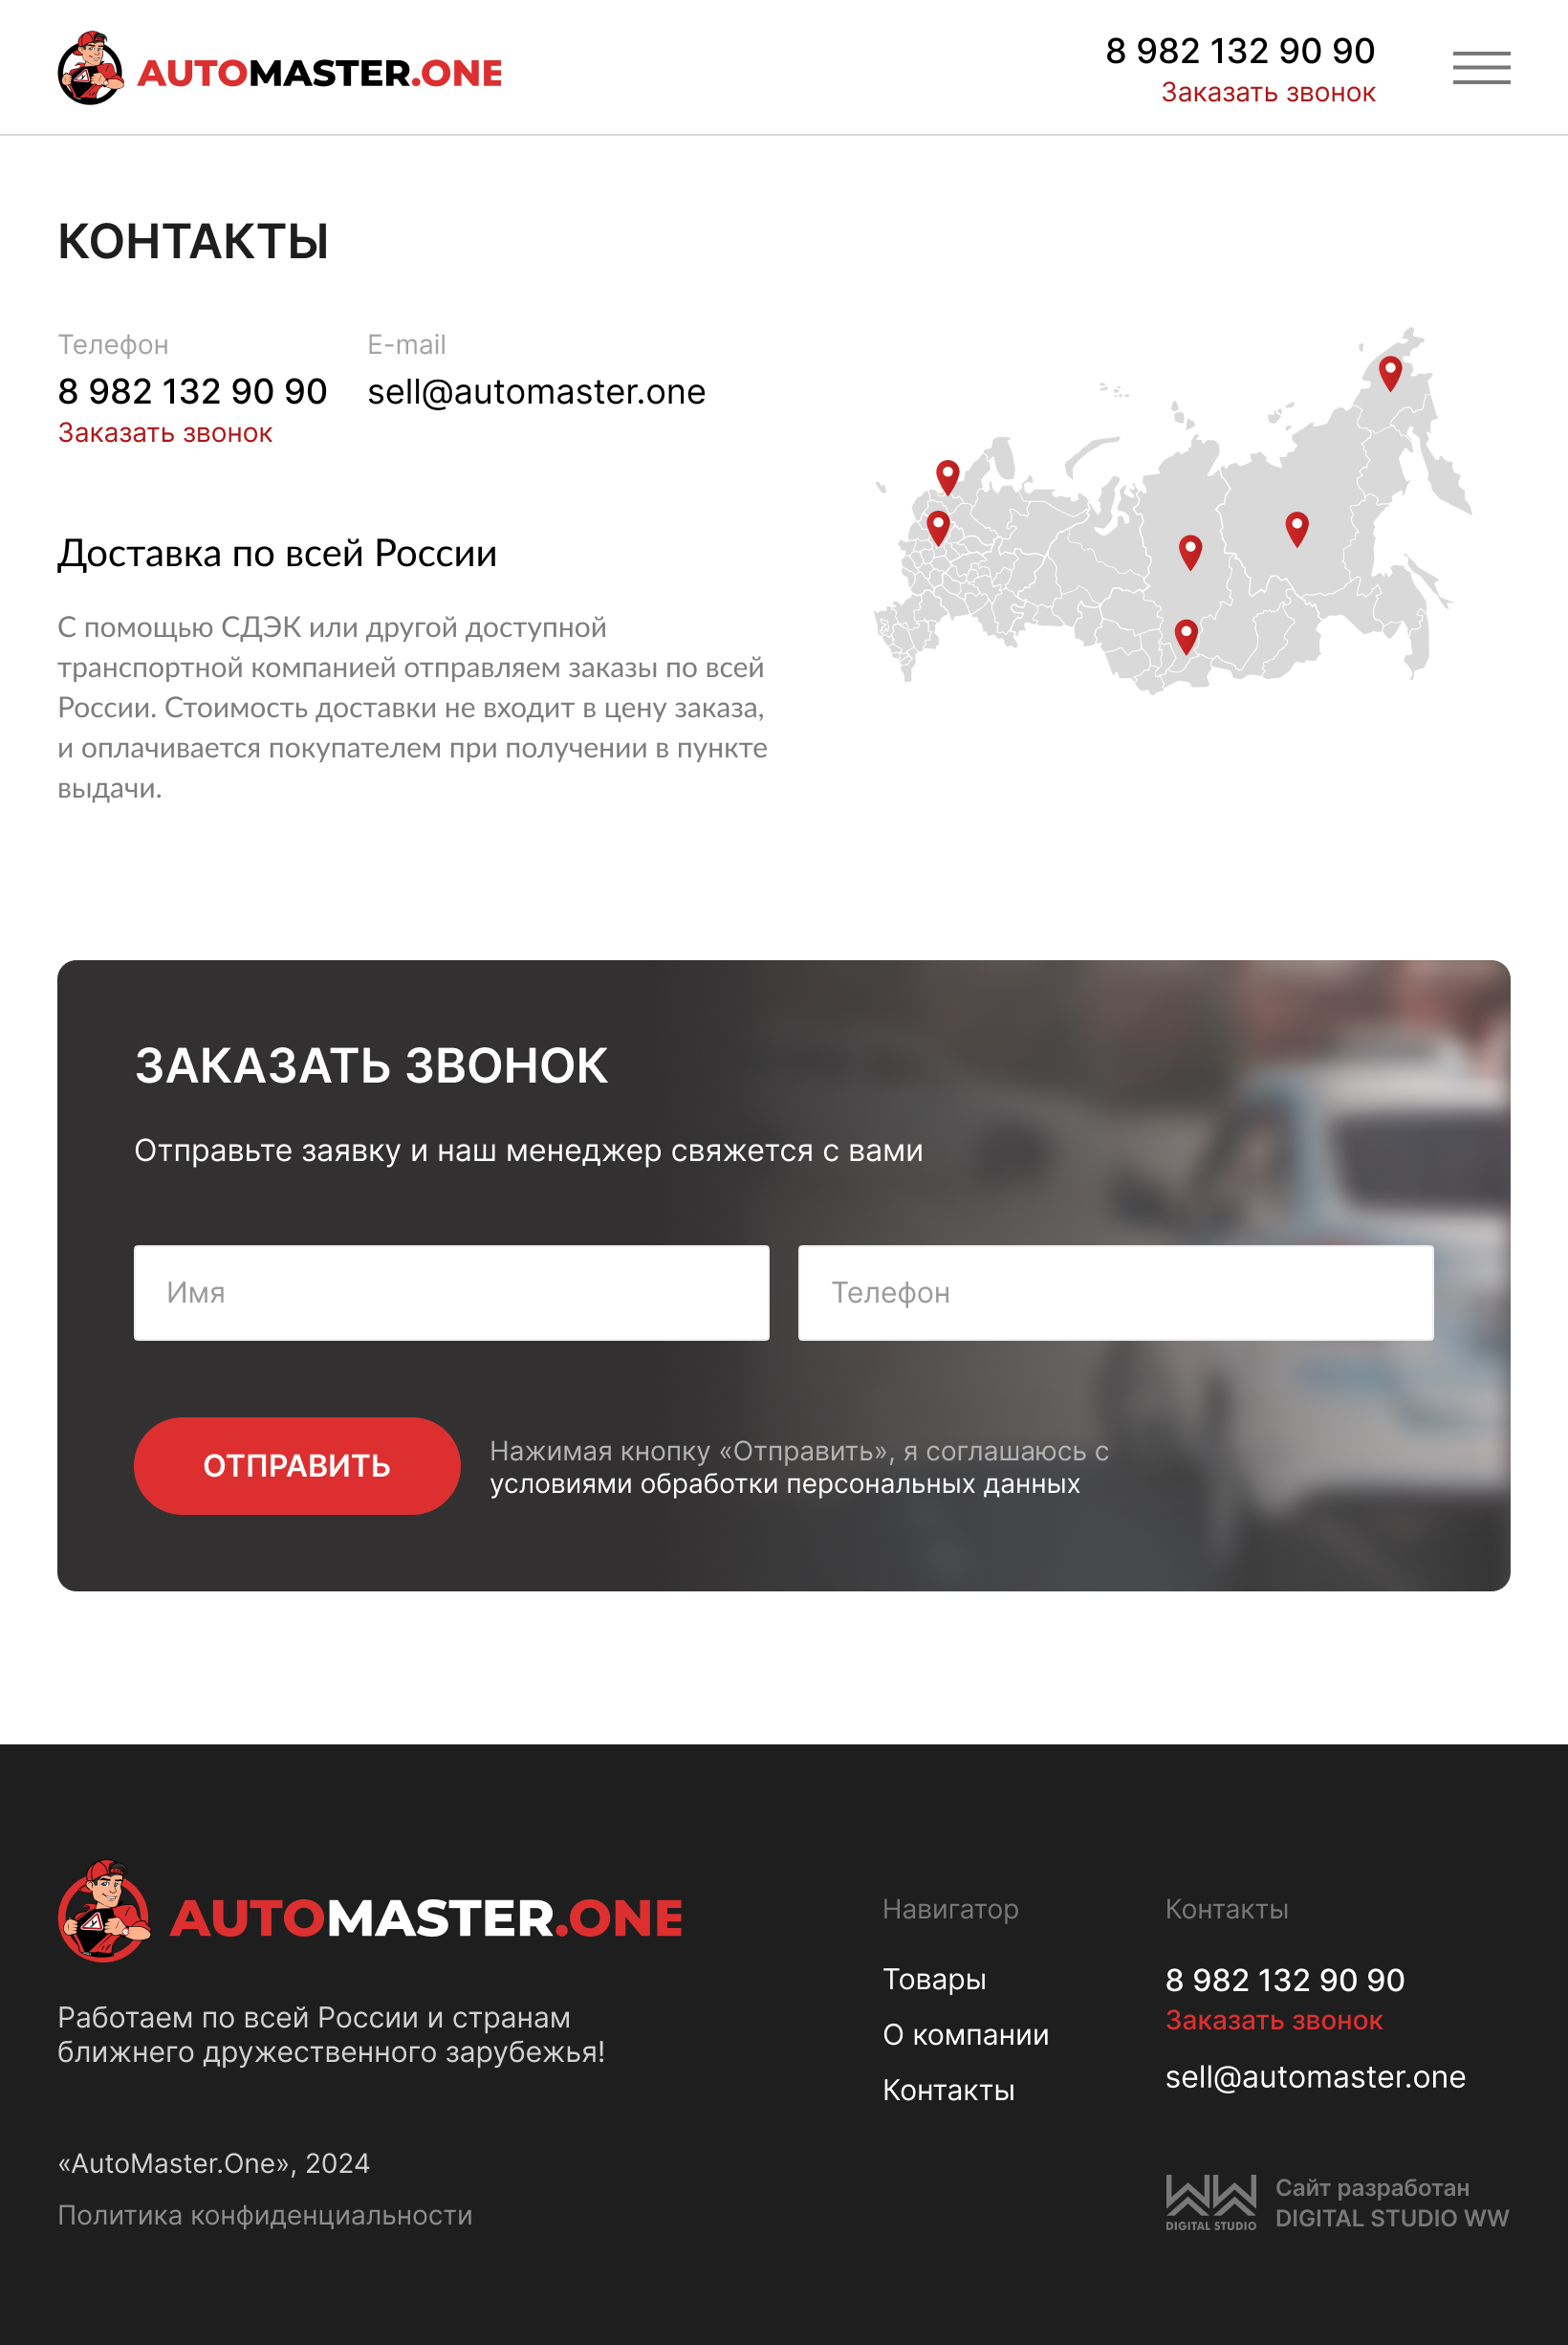 AUTOMASTER.ONE
8 982 132 90 90
Заказать звонок
КОНТАКТЫ
Телефон
8 982 132 90 90
Заказать звонок
E-mail
sell@automaster.one
Доставка по всей России
С помощью СДЭК или другой доступной
транспортной компанией отправляем заказы по всей
России. Стоимость доставки не входит в цену заказа,
и оплачивается покупателем при получении в пункте
выдачи.
ЗАКАЗАТЬ ЗВОНОК
Отправьте заявку и наш менеджер свяжется с вами
Имя
Телефон
ОТПРАВИТЬ
Нажимая кнопку «Отправить», я соглашаюсь с
условиями обработки персональных данных
AUTOMASTER.ONE
Работаем по всей России и странам
ближнего дружественного зарубежья!
«AutoMaster.One», 2024
Политика конфиденциальности
Навигатор
Товары
О компании
Контакты
Контакты
8 982 132 90 90
Заказать звонок
sell@automaster.one
WW
DIGITAL STUDIO
Сайт разработан
DIGITAL STUDIO WW